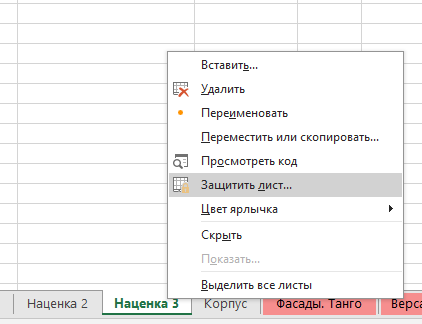 Вставить...
Удалить
Переименовать
Переместить или скопировать...
Просмотреть код
Защитить лист...
Цвет ярлычка
Скрыть
Показать...
Выделить все листы
Наценка 2 Наценка 3 Корпус Фасады. Танго Верса